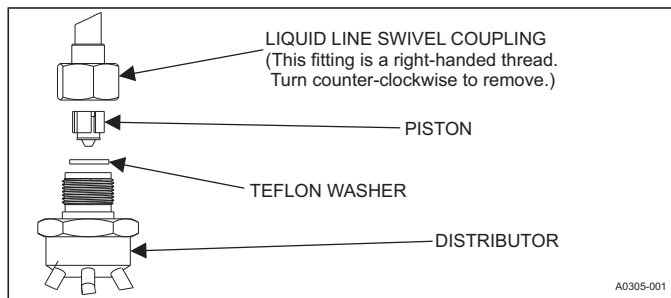 LIQUID LINE SWIVEL COUPLING
(This fitting is a right-handed thread.
Turn counter-clockwise to remove.)
PISTON
TEFLON WASHER
DISTRIBUTOR
A0305-001